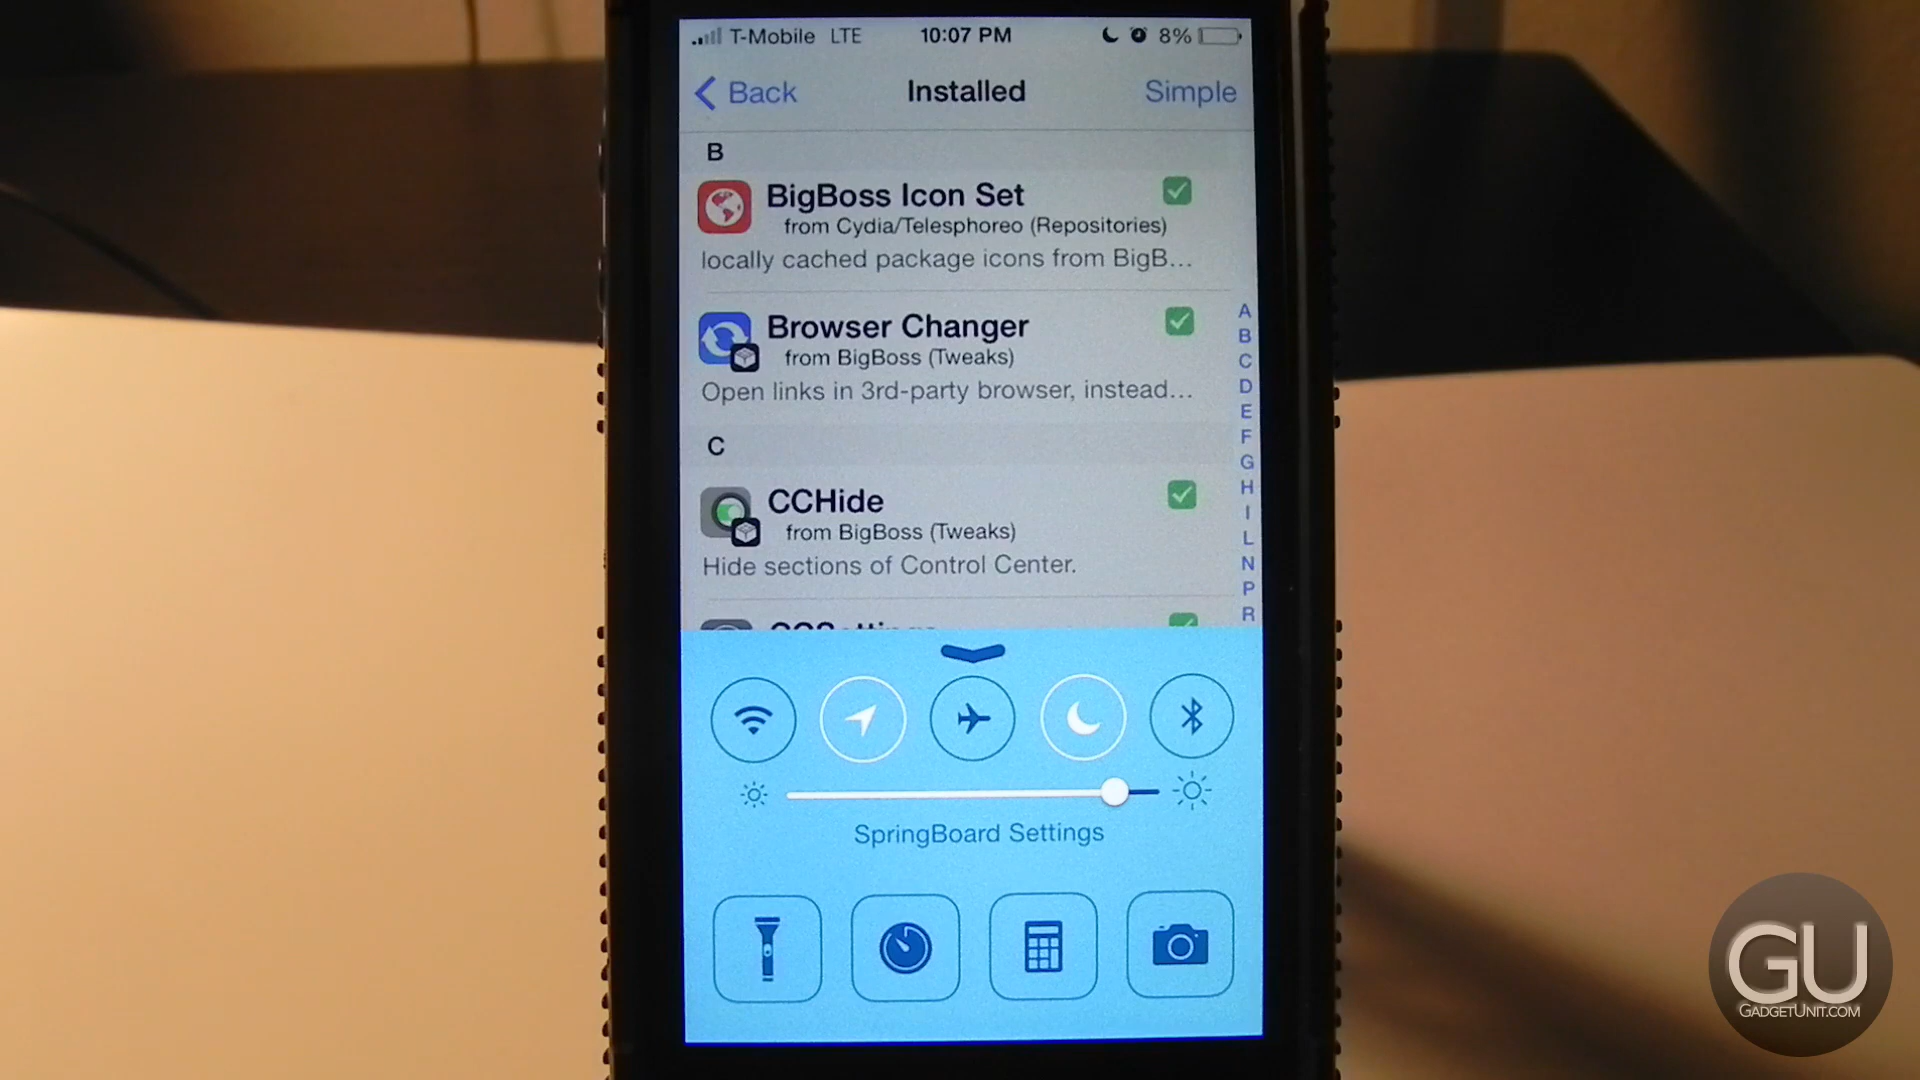 T-Mobile LTE 10:07 PM 8%
Back Installed Simple
B
BigBoss Icon Set
from Cydia/Telesphoreo (Repositories)
locally cached package icons from BigB...
Browser Changer
from BigBoss (Tweaks)
Open links in 3rd-party browser, instead...
C
CCHide
from BigBoss (Tweaks)
Hide sections of Control Center.
CCSettings
A
B
C
D
E
F
G
H
I
L
N
P
R
SpringBoard Settings
GU
GADGETUNIT.COM